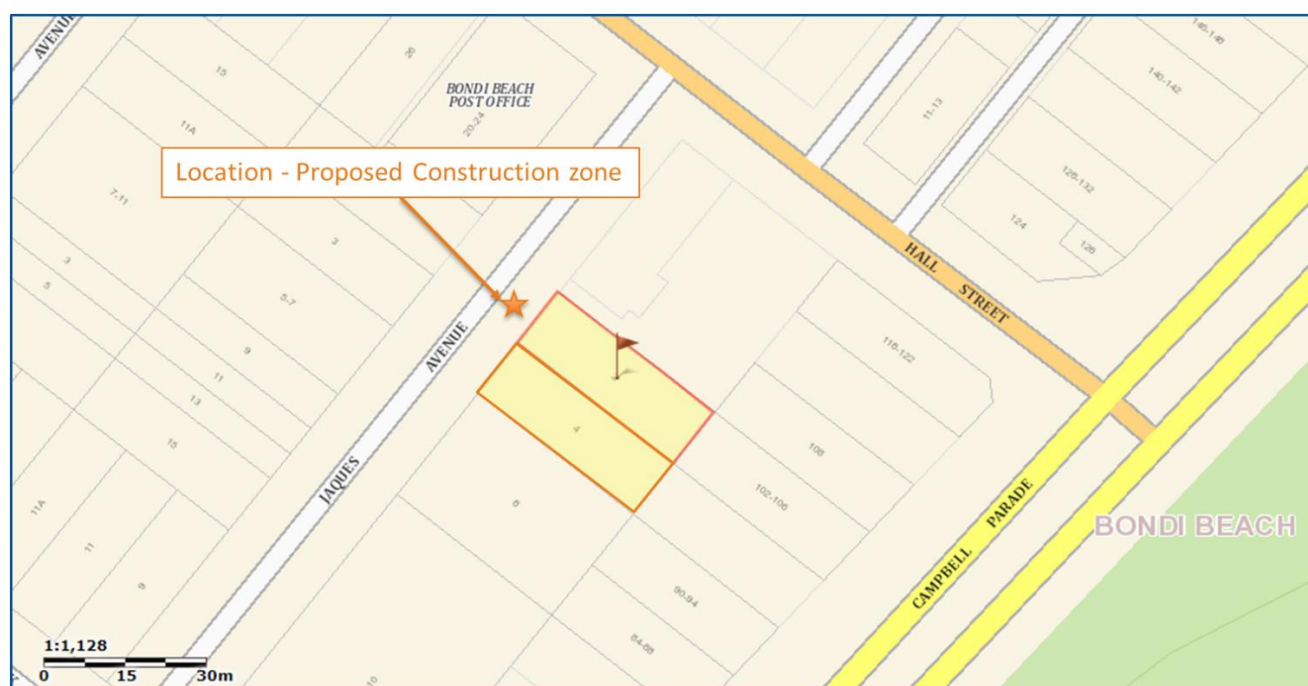 AVENUE
15
20
BONDI BEACH
POST OFFICE
20-24
11A
Location - Proposed Construction zone
7-11
3
3
5
5-7
9
11
13
15
11A
11
9
AVENUE
JAQUES
4
6
10
HALL
STREET
11-13
146-148
140-142
126-132
124
126
116-122
108
102-106
90-94
84-88
CAMPBELL
PARADE
BONDI BEACH
1:1,128
0 15 30m